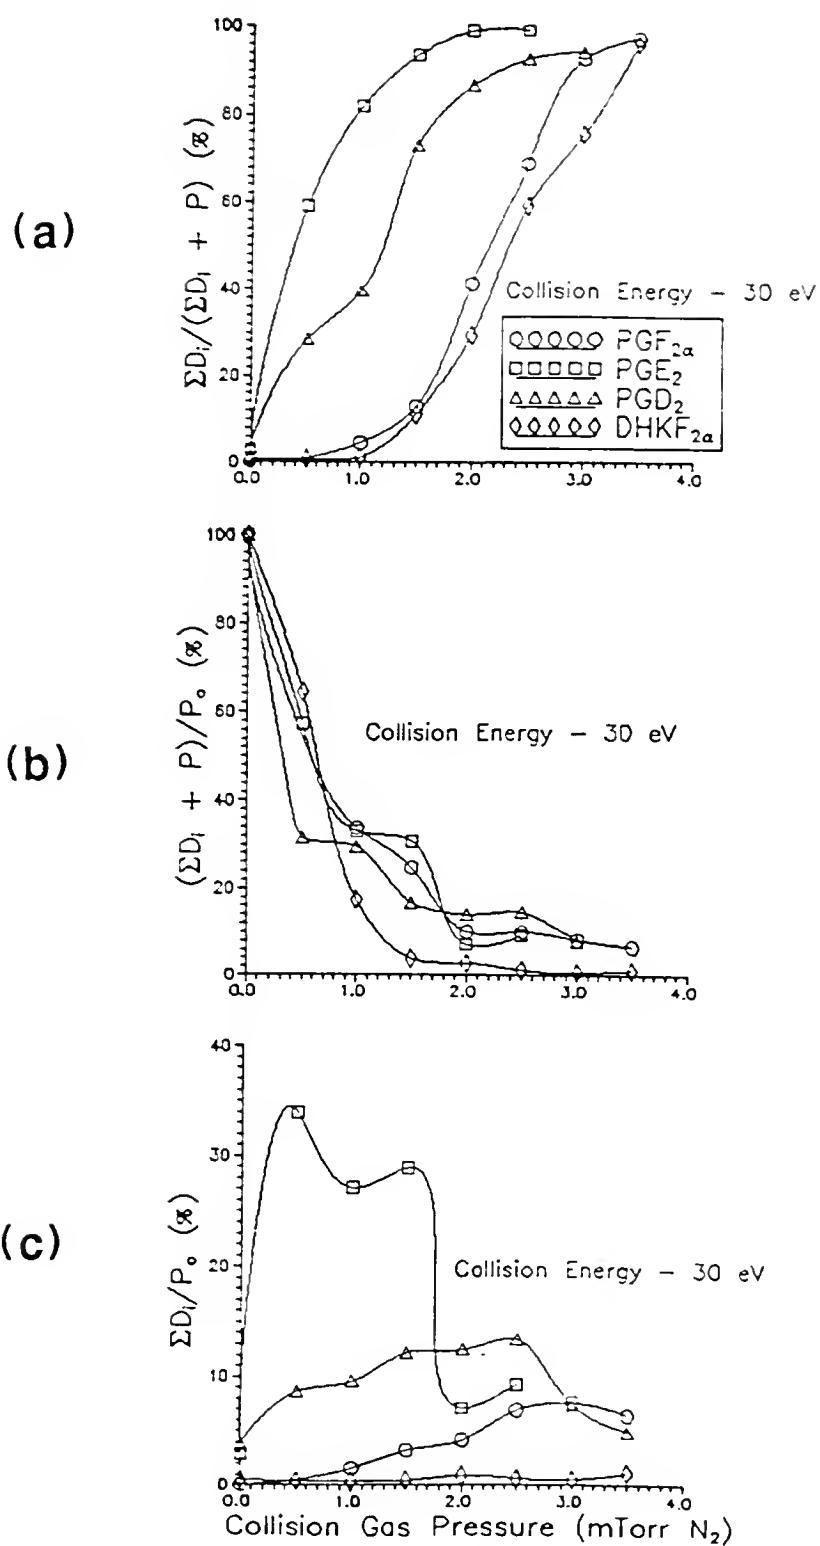 (a)
ΣDᵢ/(ΣDᵢ + P) (%)
100
80
60
40
20
0
0.0 1.0 2.0 3.0 4.0
Collision Energy – 30 eV
PGF₂α
PGE₂
PGD₂
DHKF₂α
(b)
(ΣDᵢ + P)/Pₒ (%)
100
80
60
40
20
0
0.0 1.0 2.0 3.0 4.0
Collision Energy – 30 eV
(c)
ΣDᵢ/Pₒ (%)
40
30
20
10
0
0.0 1.0 2.0 3.0 4.0
Collision Energy – 30 eV
Collision Gas Pressure (mTorr N₂)